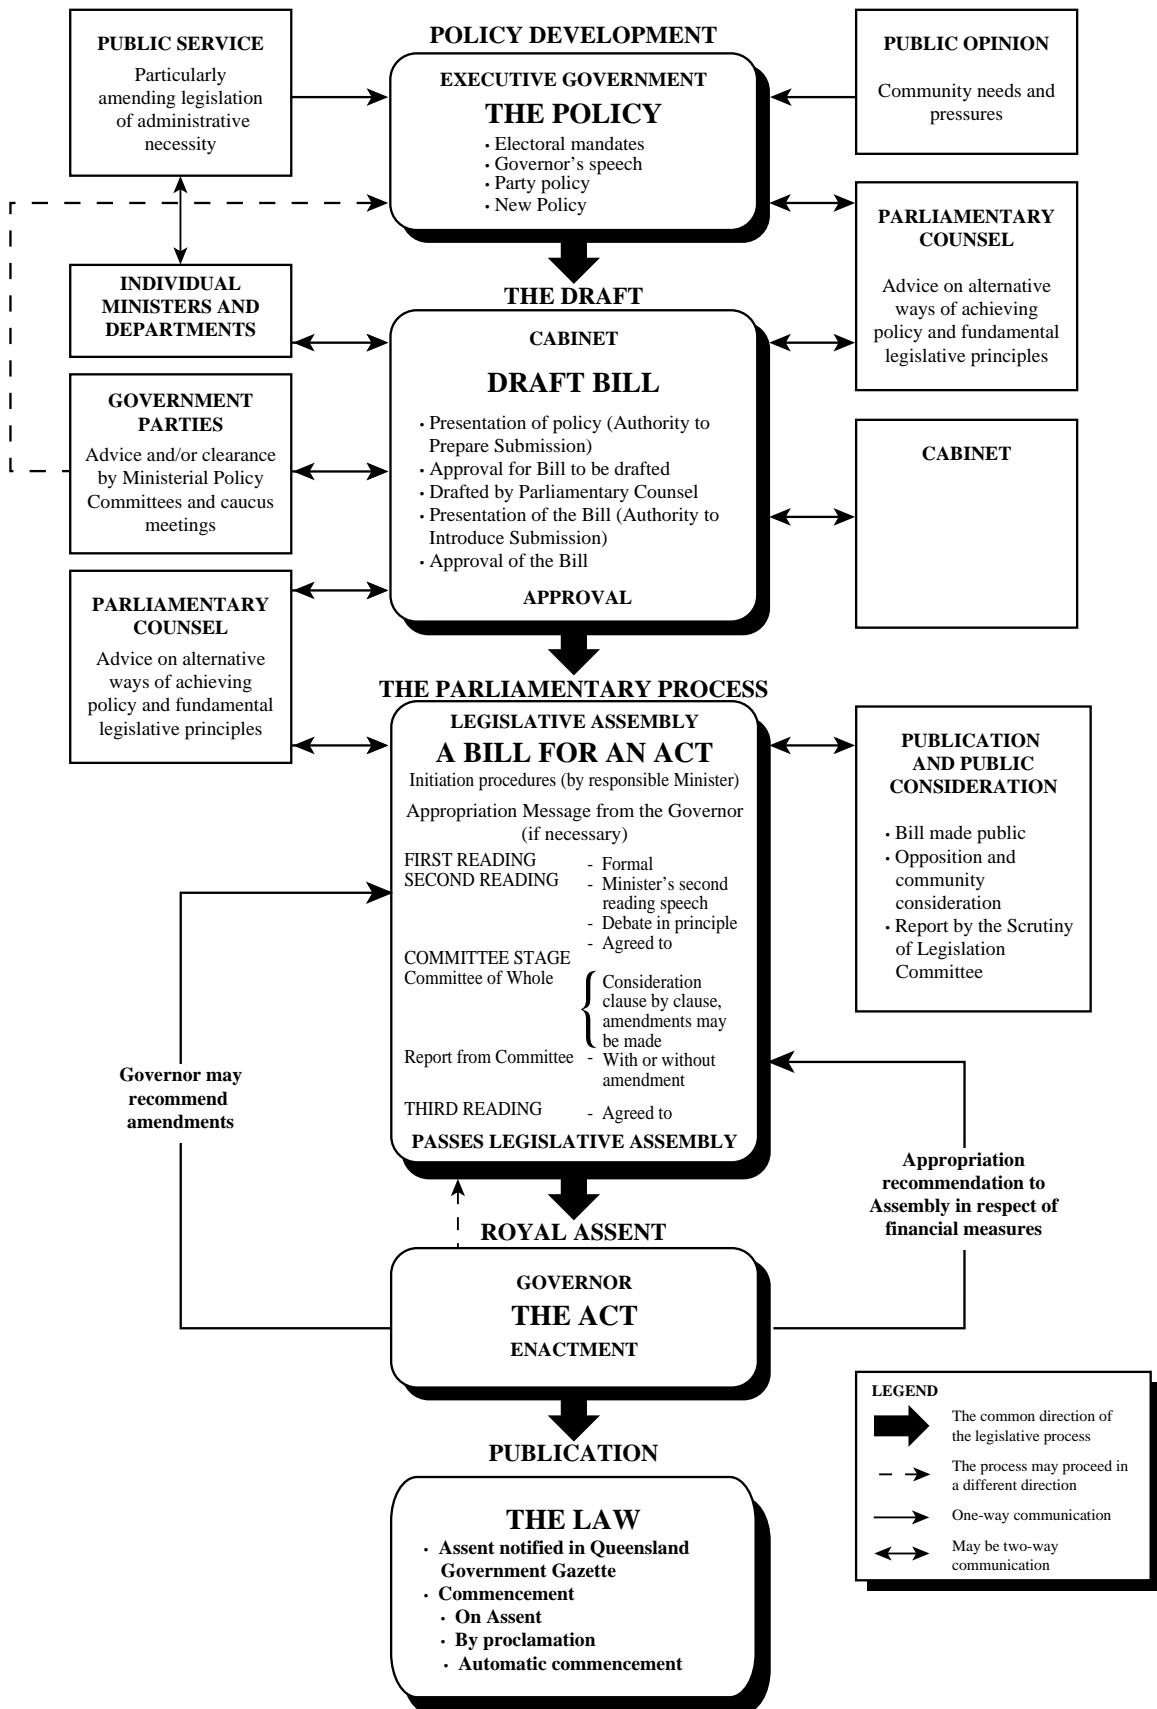 POLICY DEVELOPMENT
PUBLIC SERVICE
Particularly
amending legislation
of administrative
necessity
EXECUTIVE GOVERNMENT
THE POLICY
• Electoral mandates
• Governor’s speech
• Party policy
• New Policy
PUBLIC OPINION
Community needs and
pressures
PARLIAMENTARY
COUNSEL
Advice on alternative
ways of achieving
policy and fundamental
legislative principles
INDIVIDUAL
MINISTERS AND
DEPARTMENTS
THE DRAFT
CABINET
DRAFT BILL
• Presentation of policy (Authority to
Prepare Submission)
• Approval for Bill to be drafted
• Drafted by Parliamentary Counsel
• Presentation of the Bill (Authority to
Introduce Submission)
• Approval of the Bill
APPROVAL
GOVERNMENT
PARTIES
Advice and/or clearance
by Ministerial Policy
Committees and caucus
meetings
CABINET
PARLIAMENTARY
COUNSEL
Advice on alternative
ways of achieving
policy and fundamental
legislative principles
THE PARLIAMENTARY PROCESS
LEGISLATIVE ASSEMBLY
A BILL FOR AN ACT
Initiation procedures (by responsible Minister)
Appropriation Message from the Governor
(if necessary)
FIRST READING - Formal
SECOND READING - Minister’s second
reading speech
- Debate in principle
- Agreed to
COMMITTEE STAGE
Committee of Whole { Consideration
clause by clause,
amendments may
be made
Report from Committee - With or without
amendment
THIRD READING - Agreed to
PASSES LEGISLATIVE ASSEMBLY
PUBLICATION
AND PUBLIC
CONSIDERATION
• Bill made public
• Opposition and
community
consideration
• Report by the Scrutiny
of Legislation
Committee
Governor may
recommend
amendments
Appropriation
recommendation to
Assembly in respect of
financial measures
ROYAL ASSENT
GOVERNOR
THE ACT
ENACTMENT
PUBLICATION
THE LAW
• Assent notified in Queensland
Government Gazette
• Commencement
• On Assent
• By proclamation
• Automatic commencement
LEGEND
The common direction of
the legislative process
The process may proceed in
a different direction
One-way communication
May be two-way
communication